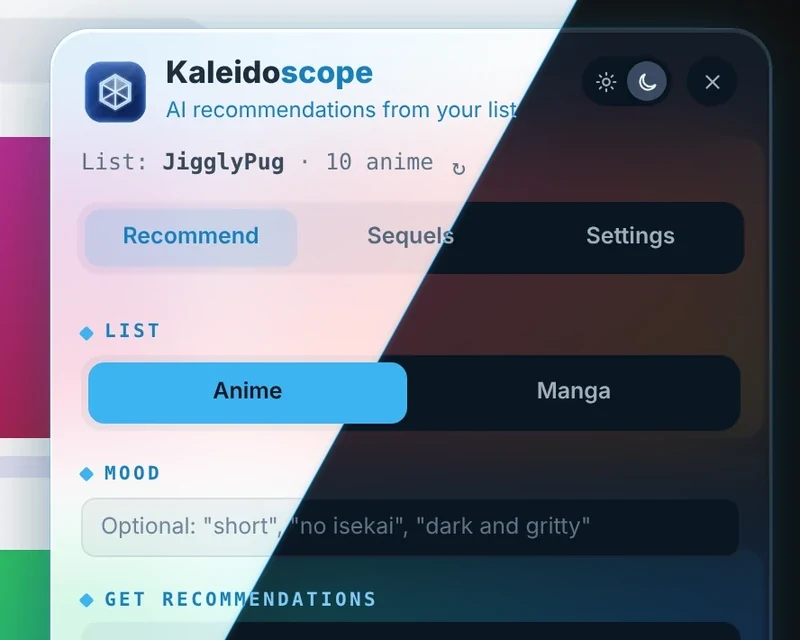 Kaleidoscope
AI recommendations from your list
List: JigglyPug · 10 anime ↻
Recommend Sequels Settings
LIST
Anime Manga
MOOD
Optional: "short", "no isekai", "dark and gritty"
GET RECOMMENDATIONS